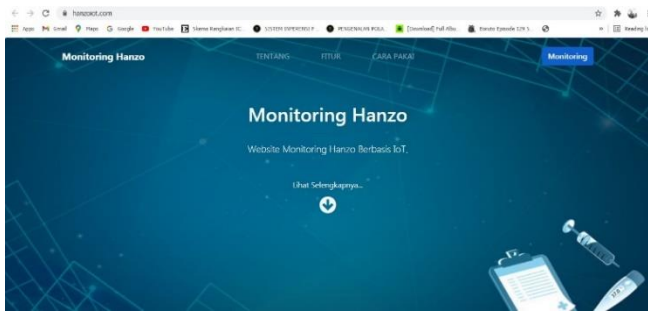 hanzoiot.com
Apps Gmail Maps Google YouTube
Monitoring Hanzo TENTANG FITUR CARA PAKAI Monitoring
Monitoring Hanzo
Website Monitoring Hanzo Berbasis IoT.
Lihat Selengkapnya...